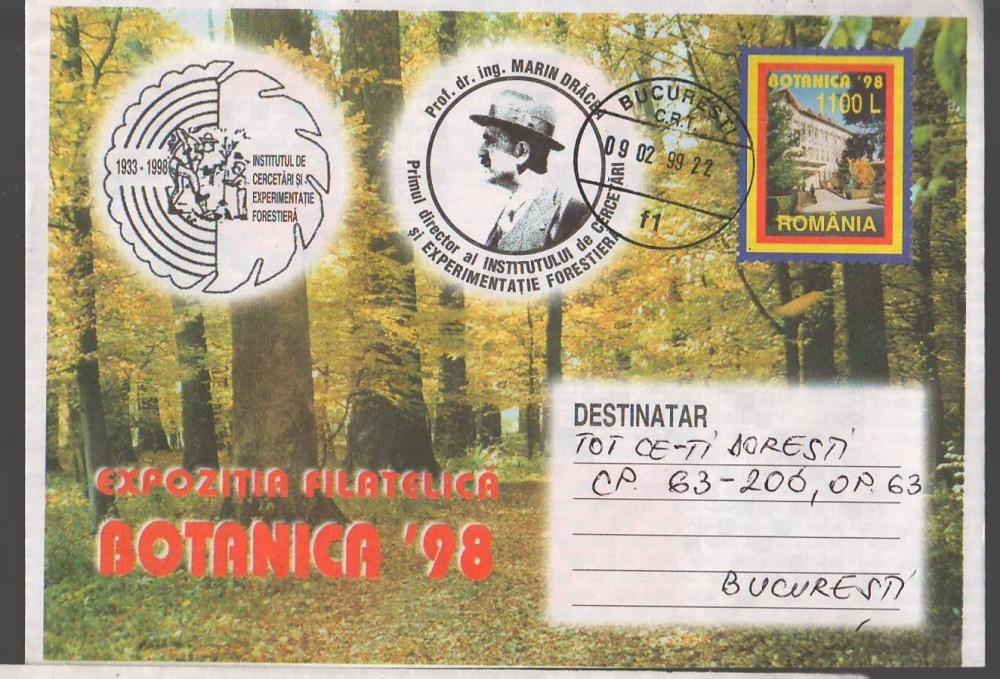 1933 - 1998
INSTITUTUL DE
CERCETĂRI ȘI
EXPERIMENTAȚIE
FORESTIERĂ
Prof. dr. ing. MARIN DRĂCEA
Primul director al INSTITUTULUI de CERCETĂRI
și EXPERIMENTAȚIE FORESTIERĂ
BUCUREȘTI
C.R.T.
09 02 99 22
f1
BOTANICA '98
1100 L
ROMÂNIA
EXPOZIȚIA FILATELICĂ
BOTANICA '98
DESTINATAR
TOT CE-ȚI DOREȘTI
CP. 63-206, OP. 63
BUCUREȘTI